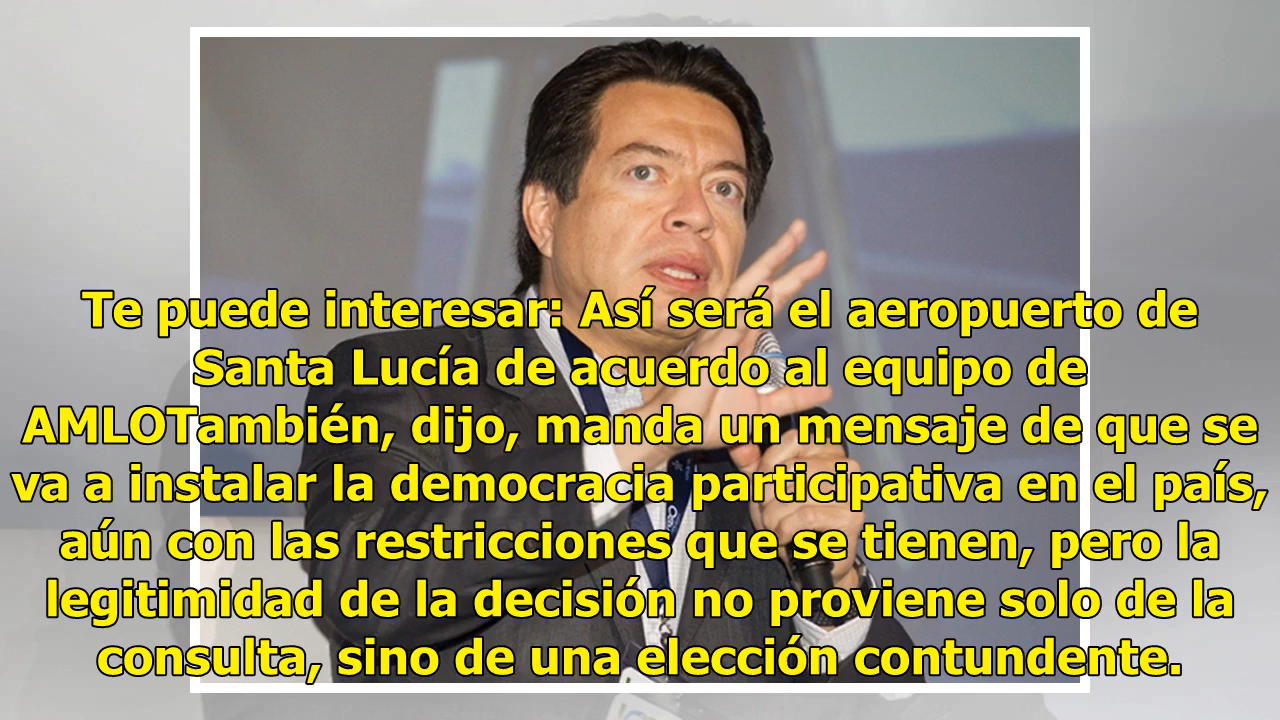 Te puede interesar: Así será el aeropuerto de
Santa Lucía de acuerdo al equipo de
AMLOTambién, dijo, manda un mensaje de que se
va a instalar la democracia participativa en el país,
aún con las restricciones que se tienen, pero la
legitimidad de la decisión no proviene solo de la
consulta, sino de una elección contundente.